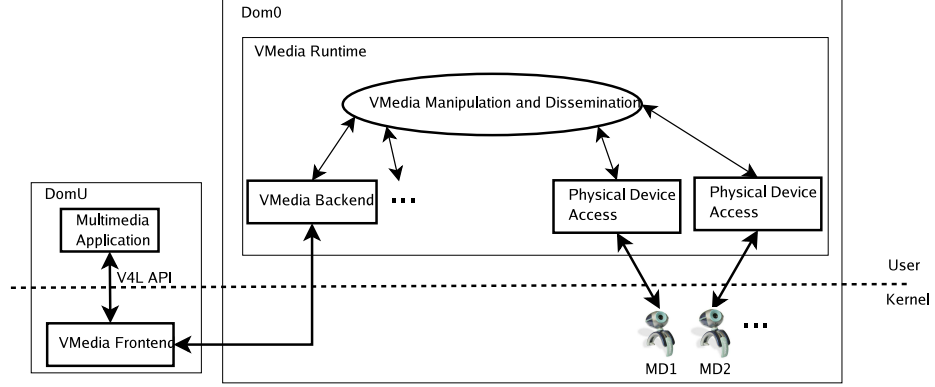 Dom0
VMedia Runtime
VMedia Manipulation and Dissemination
VMedia Backend
...
Physical Device
Access
Physical Device
Access
DomU
Multimedia
Application
V4L API
VMedia Frontend
User
Kernel
MD1
MD2
...